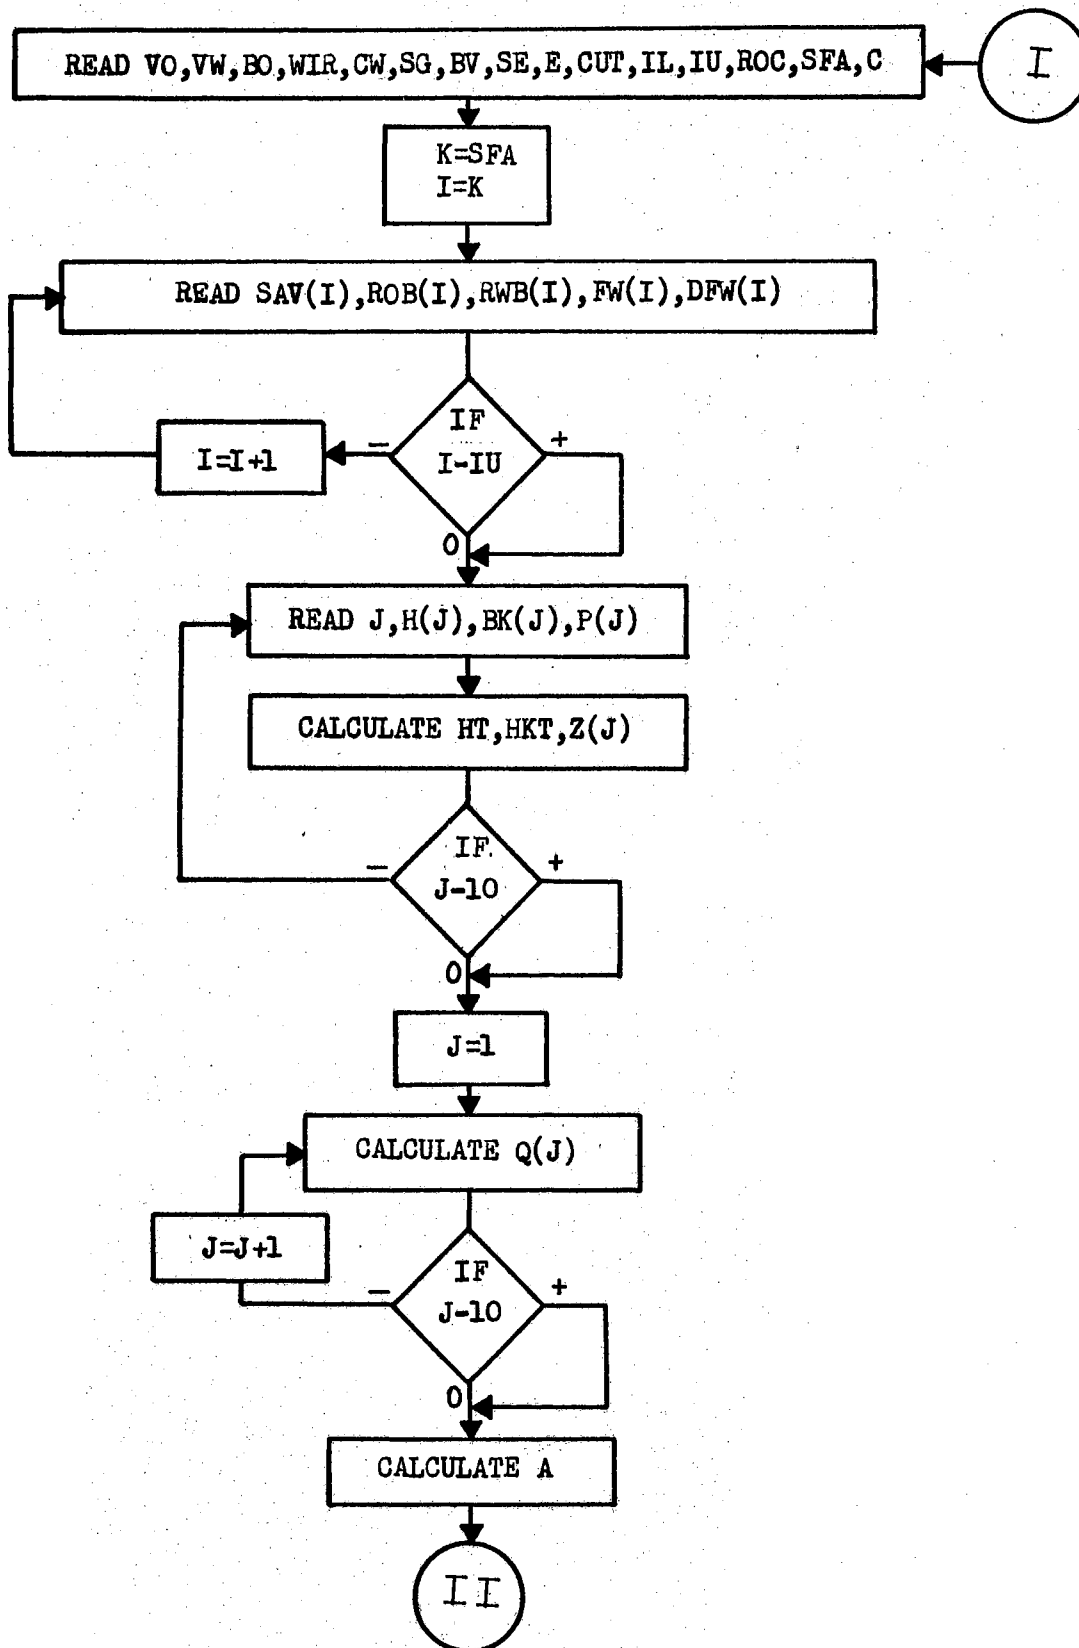 READ VO,VW,BO,WIR,CW,SG,BV,SE,E,CUT,IL,IU,ROC,SFA,C
I
K=SFA
I=K
READ SAV(I),ROB(I),RWB(I),FW(I),DFW(I)
IF
I-IU
-
+
0
I=I+1
READ J,H(J),BK(J),P(J)
CALCULATE HT,HKT,Z(J)
IF
J-10
-
+
0
J=1
CALCULATE Q(J)
J=J+1
IF
J-10
-
+
0
CALCULATE A
II